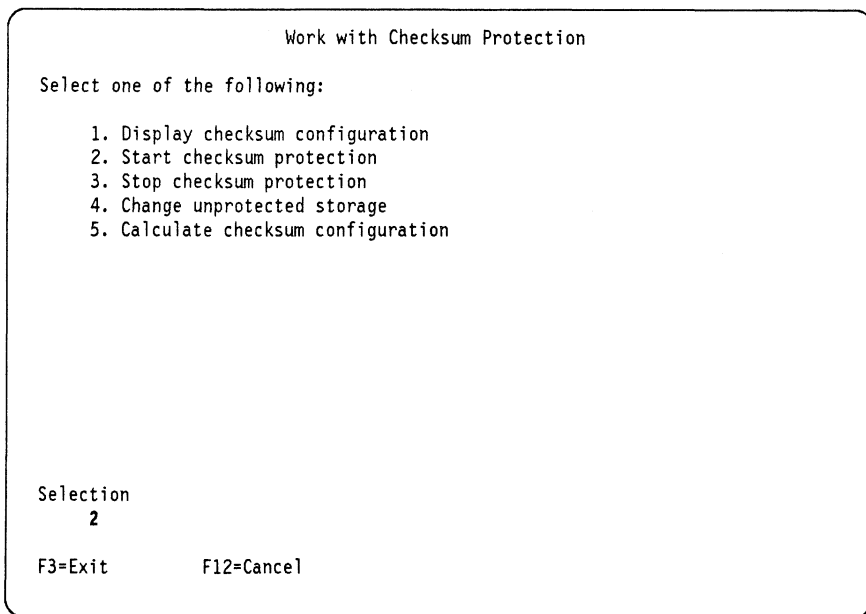 Work with Checksum Protection
Select one of the following:
1. Display checksum configuration
2. Start checksum protection
3. Stop checksum protection
4. Change unprotected storage
5. Calculate checksum configuration
Selection
2
F3=Exit F12=Cancel